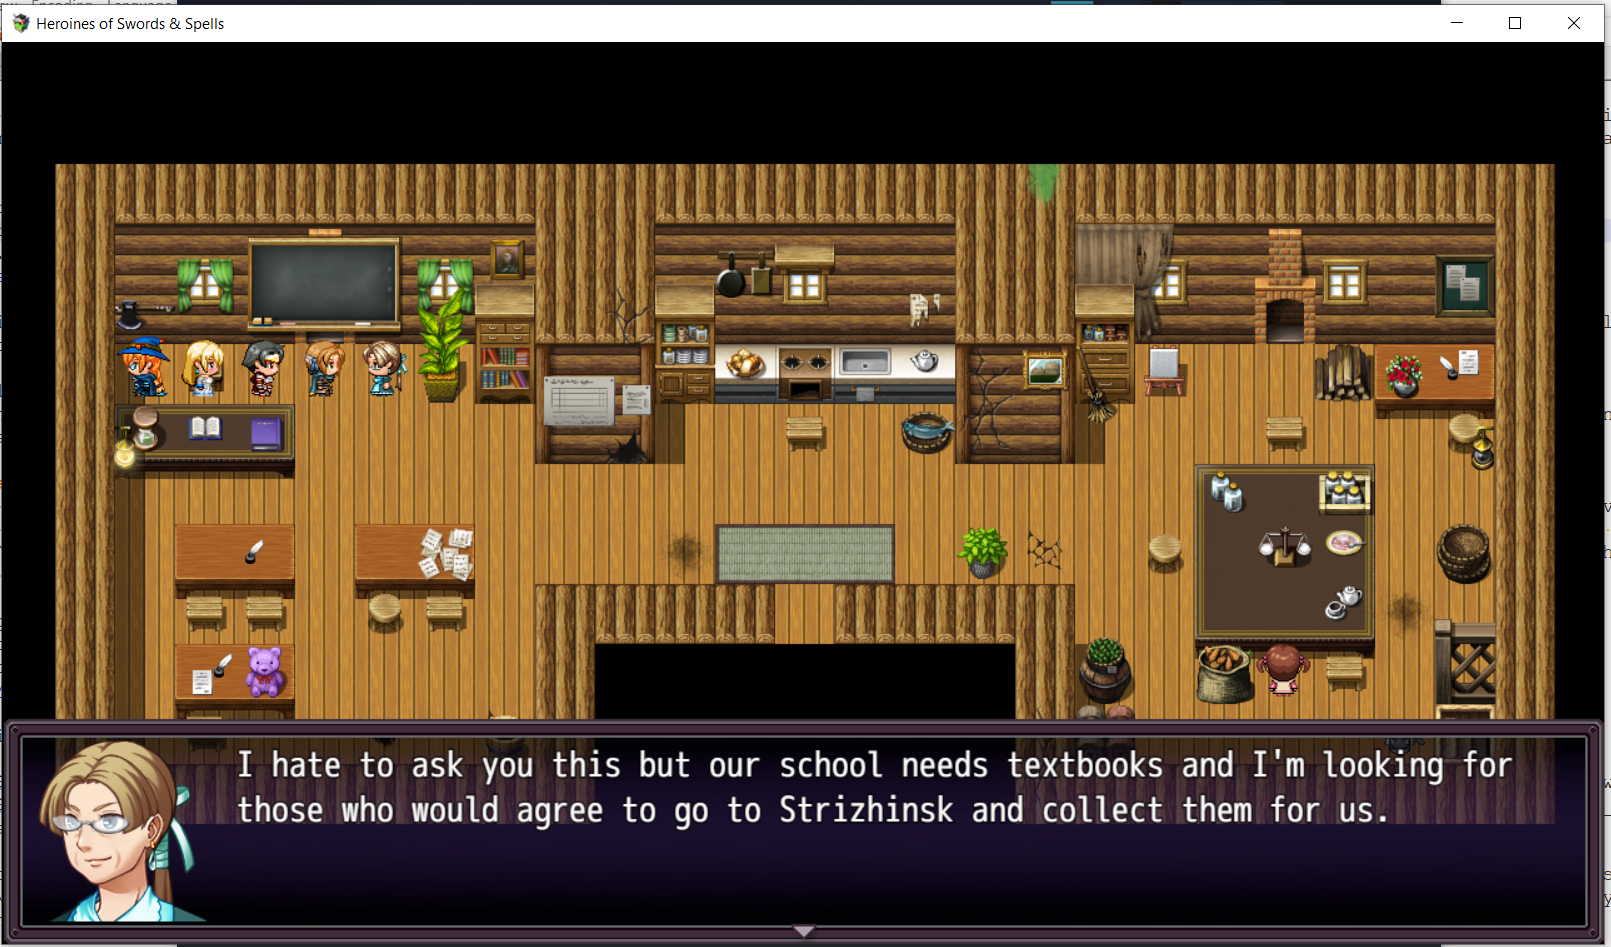 Heroines of Swords & Spells
I hate to ask you this but our school needs textbooks and I'm looking for
those who would agree to go to Strizhinsk and collect them for us.